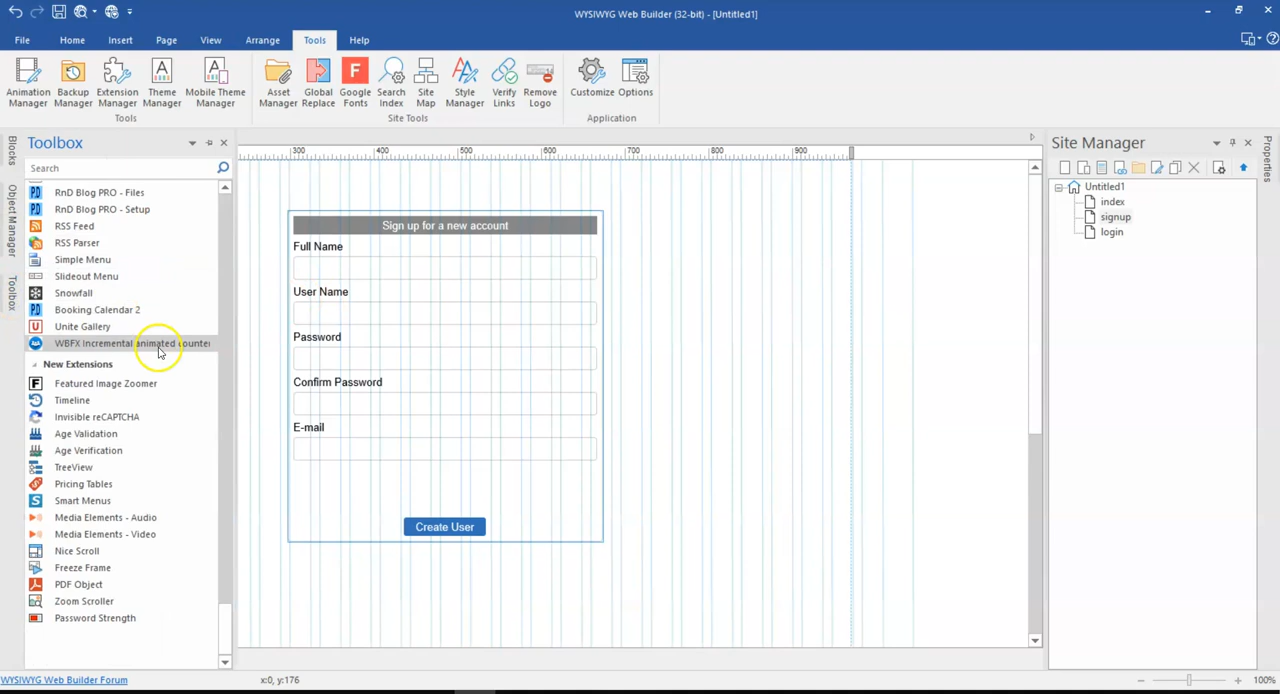 WYSIWYG Web Builder (32-bit) - [Untitled1]
File Home Insert Page View Arrange Tools Help
Animation Manager
Backup Manager
Extension Manager
Theme Manager
Mobile Theme Manager
Asset Manager
Global Replace
Google Fonts
Search Index
Site Map
Style Manager
Verify Links
Remove Logo
Customize
Options
Tools
Site Tools
Application
Blocks
Object Manager
Toolbox
Toolbox
Search
RnD Blog PRO - Files
RnD Blog PRO - Setup
RSS Feed
RSS Parser
Simple Menu
Slideout Menu
Snowfall
Booking Calendar 2
Unite Gallery
WBFX Incremental animated counter
New Extensions
Featured Image Zoomer
Timeline
Invisible reCAPTCHA
Age Validation
Age Verification
TreeView
Pricing Tables
Smart Menus
Media Elements - Audio
Media Elements - Video
Nice Scroll
Freeze Frame
PDF Object
Zoom Scroller
Password Strength
300 400 500 600 700 800 900
Sign up for a new account
Full Name
User Name
Password
Confirm Password
E-mail
Create User
Site Manager
Untitled1
index
signup
login
Properties
WYSIWYG Web Builder Forum
x:0, y:176
100%